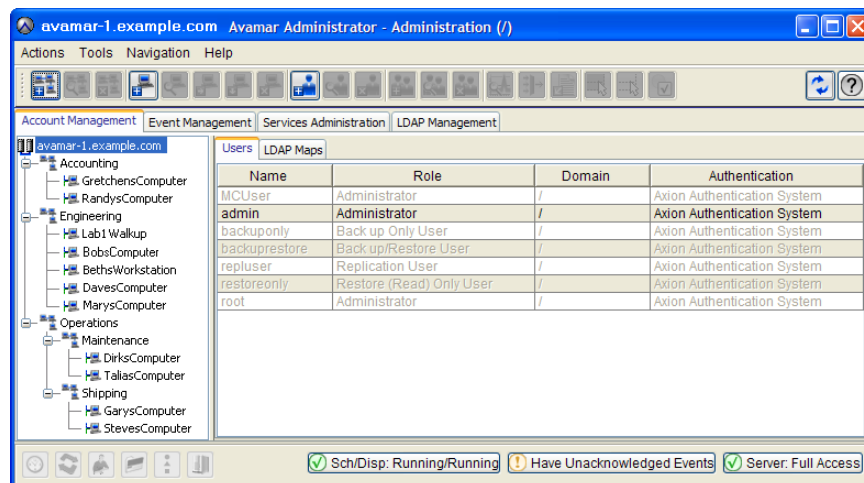 avamar-1.example.com Avamar Administrator - Administration (/)
Actions Tools Navigation Help
Account Management Event Management Services Administration LDAP Management
avamar-1.example.com
Accounting
GretchensComputer
RandysComputer
Engineering
Lab1Walkup
BobsComputer
BethsWorkstation
DavesComputer
MarysComputer
Operations
Maintenance
DirksComputer
TaliasComputer
Shipping
GarysComputer
StevesComputer
Users LDAP Maps
Name Role Domain Authentication
MCUser Administrator / Axion Authentication System
admin Administrator / Axion Authentication System
backuponly Back up Only User / Axion Authentication System
backuprestore Back up/Restore User / Axion Authentication System
repluser Replication User / Axion Authentication System
restoreonly Restore (Read) Only User / Axion Authentication System
root Administrator / Axion Authentication System
Sch/Disp: Running/Running Have Unacknowledged Events Server: Full Access